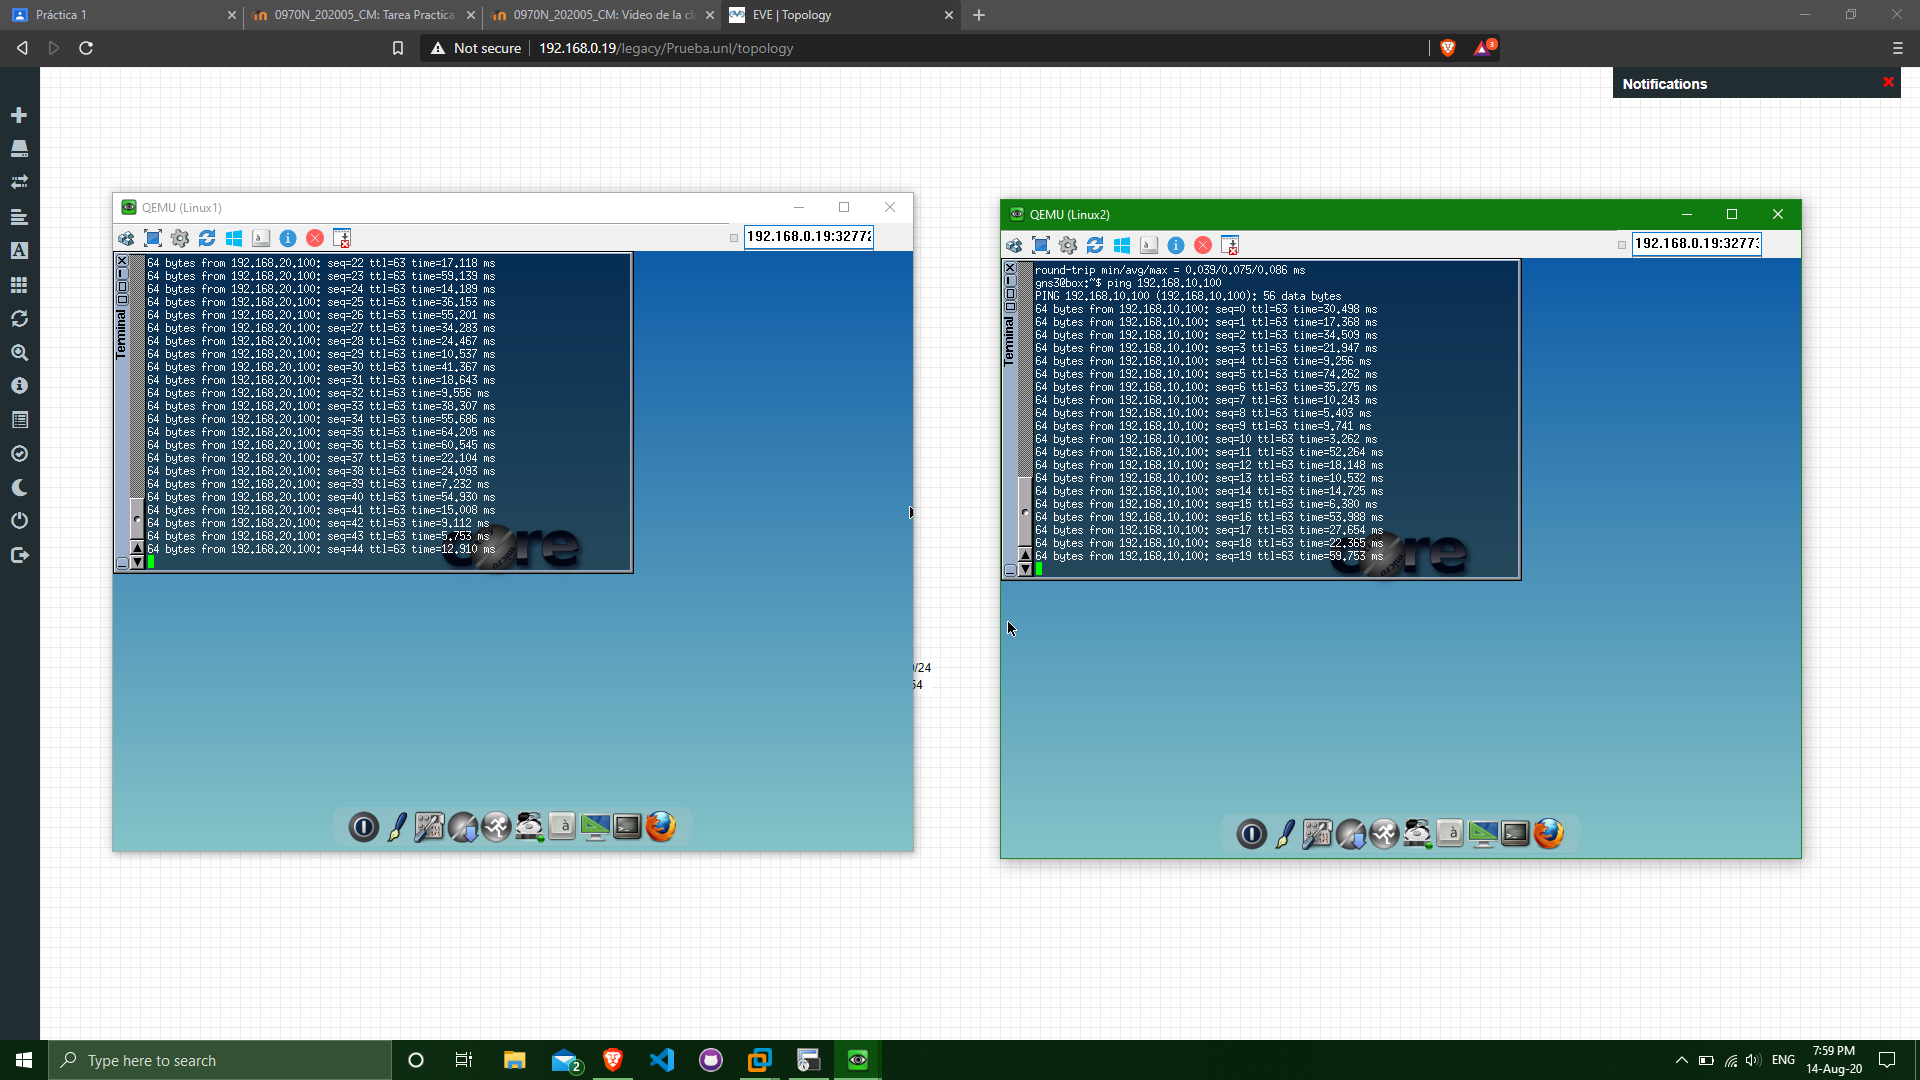 Práctica 1
0970N_202005_CM: Tarea Practica
0970N_202005_CM: Video de la cl
EVE | Topology
Not secure
192.168.0.19/legacy/Prueba.unl/topology
3
Notifications
QEMU (Linux1)
192.168.0.19:32772
Terminal
64 bytes from 192.168.20.100: seq=22 ttl=63 time=17.118 ms
64 bytes from 192.168.20.100: seq=23 ttl=63 time=59.139 ms
64 bytes from 192.168.20.100: seq=24 ttl=63 time=14.189 ms
64 bytes from 192.168.20.100: seq=25 ttl=63 time=36.153 ms
64 bytes from 192.168.20.100: seq=26 ttl=63 time=55.201 ms
64 bytes from 192.168.20.100: seq=27 ttl=63 time=34.283 ms
64 bytes from 192.168.20.100: seq=28 ttl=63 time=24.467 ms
64 bytes from 192.168.20.100: seq=29 ttl=63 time=10.537 ms
64 bytes from 192.168.20.100: seq=30 ttl=63 time=41.367 ms
64 bytes from 192.168.20.100: seq=31 ttl=63 time=18.643 ms
64 bytes from 192.168.20.100: seq=32 ttl=63 time=9.556 ms
64 bytes from 192.168.20.100: seq=33 ttl=63 time=38.307 ms
64 bytes from 192.168.20.100: seq=34 ttl=63 time=55.686 ms
64 bytes from 192.168.20.100: seq=35 ttl=63 time=64.205 ms
64 bytes from 192.168.20.100: seq=36 ttl=63 time=60.545 ms
64 bytes from 192.168.20.100: seq=37 ttl=63 time=22.104 ms
64 bytes from 192.168.20.100: seq=38 ttl=63 time=24.093 ms
64 bytes from 192.168.20.100: seq=39 ttl=63 time=7.232 ms
64 bytes from 192.168.20.100: seq=40 ttl=63 time=54.930 ms
64 bytes from 192.168.20.100: seq=41 ttl=63 time=15.008 ms
64 bytes from 192.168.20.100: seq=42 ttl=63 time=9.112 ms
64 bytes from 192.168.20.100: seq=43 ttl=63 time=5.753 ms
64 bytes from 192.168.20.100: seq=44 ttl=63 time=12.910 ms
core
micro
/24
54
QEMU (Linux2)
192.168.0.19:32773
Terminal
round-trip min/avg/max = 0.039/0.075/0.086 ms
gns3@box:~$ ping 192.168.10.100
PING 192.168.10.100 (192.168.10.100): 56 data bytes
64 bytes from 192.168.10.100: seq=0 ttl=63 time=30.498 ms
64 bytes from 192.168.10.100: seq=1 ttl=63 time=17.368 ms
64 bytes from 192.168.10.100: seq=2 ttl=63 time=34.509 ms
64 bytes from 192.168.10.100: seq=3 ttl=63 time=21.947 ms
64 bytes from 192.168.10.100: seq=4 ttl=63 time=9.256 ms
64 bytes from 192.168.10.100: seq=5 ttl=63 time=74.262 ms
64 bytes from 192.168.10.100: seq=6 ttl=63 time=35.275 ms
64 bytes from 192.168.10.100: seq=7 ttl=63 time=10.243 ms
64 bytes from 192.168.10.100: seq=8 ttl=63 time=5.403 ms
64 bytes from 192.168.10.100: seq=9 ttl=63 time=9.741 ms
64 bytes from 192.168.10.100: seq=10 ttl=63 time=3.262 ms
64 bytes from 192.168.10.100: seq=11 ttl=63 time=52.264 ms
64 bytes from 192.168.10.100: seq=12 ttl=63 time=18.148 ms
64 bytes from 192.168.10.100: seq=13 ttl=63 time=10.532 ms
64 bytes from 192.168.10.100: seq=14 ttl=63 time=14.725 ms
64 bytes from 192.168.10.100: seq=15 ttl=63 time=6.380 ms
64 bytes from 192.168.10.100: seq=16 ttl=63 time=53.988 ms
64 bytes from 192.168.10.100: seq=17 ttl=63 time=27.654 ms
64 bytes from 192.168.10.100: seq=18 ttl=63 time=22.365 ms
64 bytes from 192.168.10.100: seq=19 ttl=63 time=59.753 ms
core
micro
Type here to search
2
ENG
7:59 PM
14-Aug-20